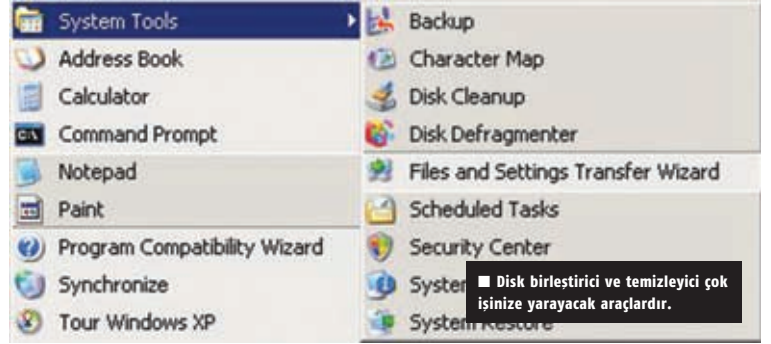 System Tools
Address Book
Calculator
Command Prompt
Notepad
Paint
Program Compatibility Wizard
Synchronize
Tour Windows XP
Backup
Character Map
Disk Cleanup
Disk Defragmenter
Files and Settings Transfer Wizard
Scheduled Tasks
Security Center
System Restore
■ Disk birleştirici ve temizleyici çok
işinize yarayacak araçlardır.